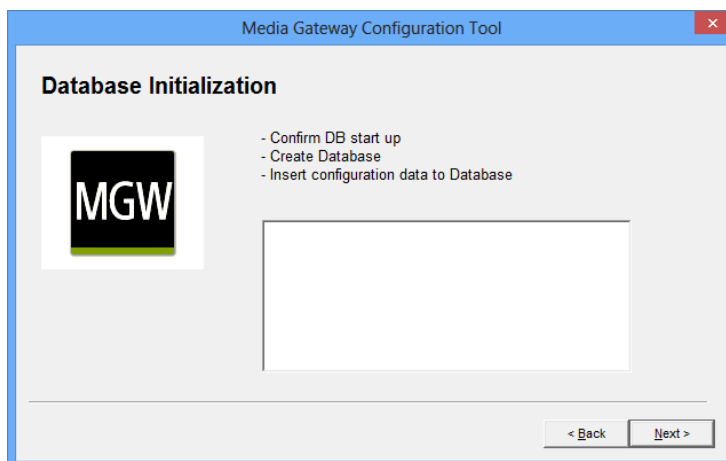 Media Gateway Configuration Tool
Database Initialization
MGW
- Confirm DB start up
- Create Database
- Insert configuration data to Database
< Back
Next >